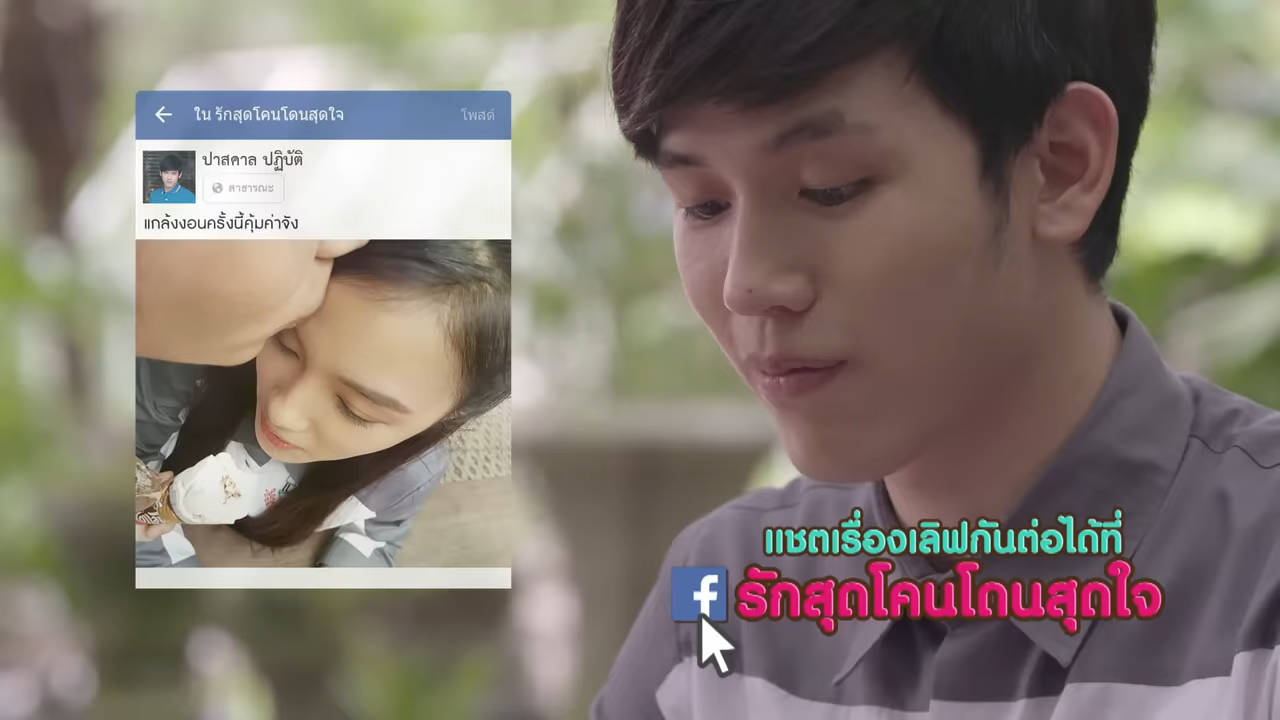 ใน รักสุดโคนโดนสุดใจ
โพสต์
ปาสคาล ปฏิบัติ
สาธารณะ
แกล้งงอนครั้งนี้คุ้มค่าจัง
แชตเรื่องเลิฟกันต่อได้ที่
f รักสุดโคนโดนสุดใจ